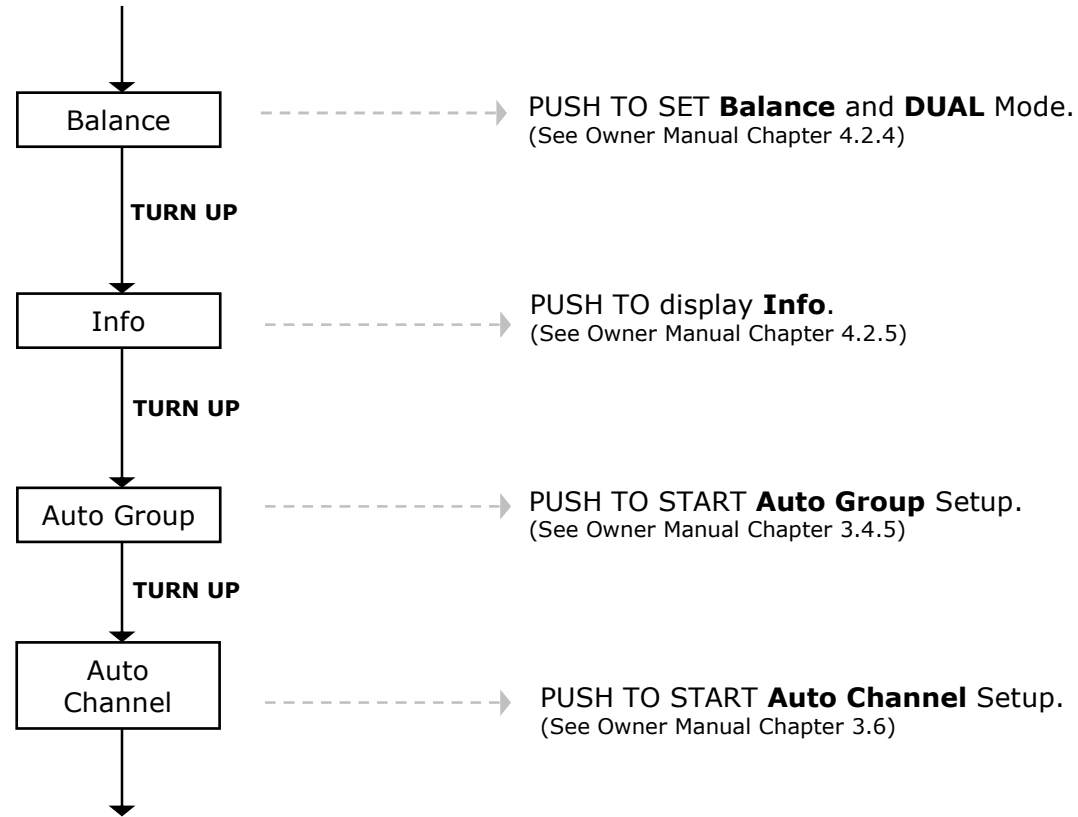 Balance
PUSH TO SET Balance and DUAL Mode.
(See Owner Manual Chapter 4.2.4)
TURN UP
Info
PUSH TO display Info.
(See Owner Manual Chapter 4.2.5)
TURN UP
Auto Group
PUSH TO START Auto Group Setup.
(See Owner Manual Chapter 3.4.5)
TURN UP
Auto
Channel
PUSH TO START Auto Channel Setup.
(See Owner Manual Chapter 3.6)